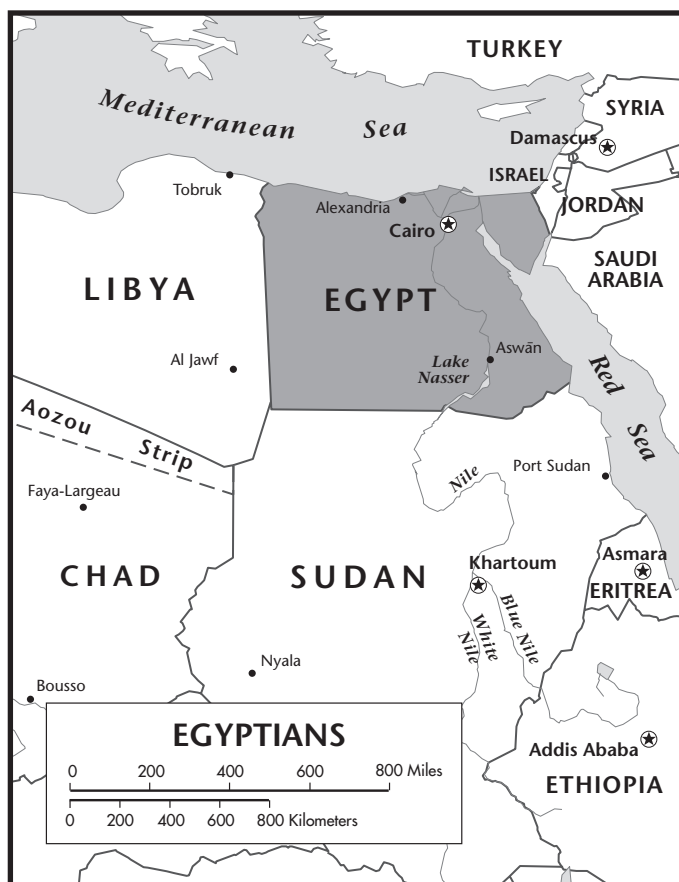 TURKEY
Mediterranean Sea
SYRIA
Damascus
ISRAEL
Tobruk
Alexandria
JORDAN
Cairo
SAUDI
ARABIA
LIBYA
EGYPT
Al Jawf
Lake
Nasser
Aswān
Red
Sea
Aozou
Strip
Nile
Port Sudan
Faya-Largeau
CHAD
SUDAN
Khartoum
Asmara
ERITREA
White
Nile
Blue Nile
Nyala
Bousso
Addis Ababa
ETHIOPIA
EGYPTIANS
0 200 400 600 800 Miles
0 200 400 600 800 Kilometers